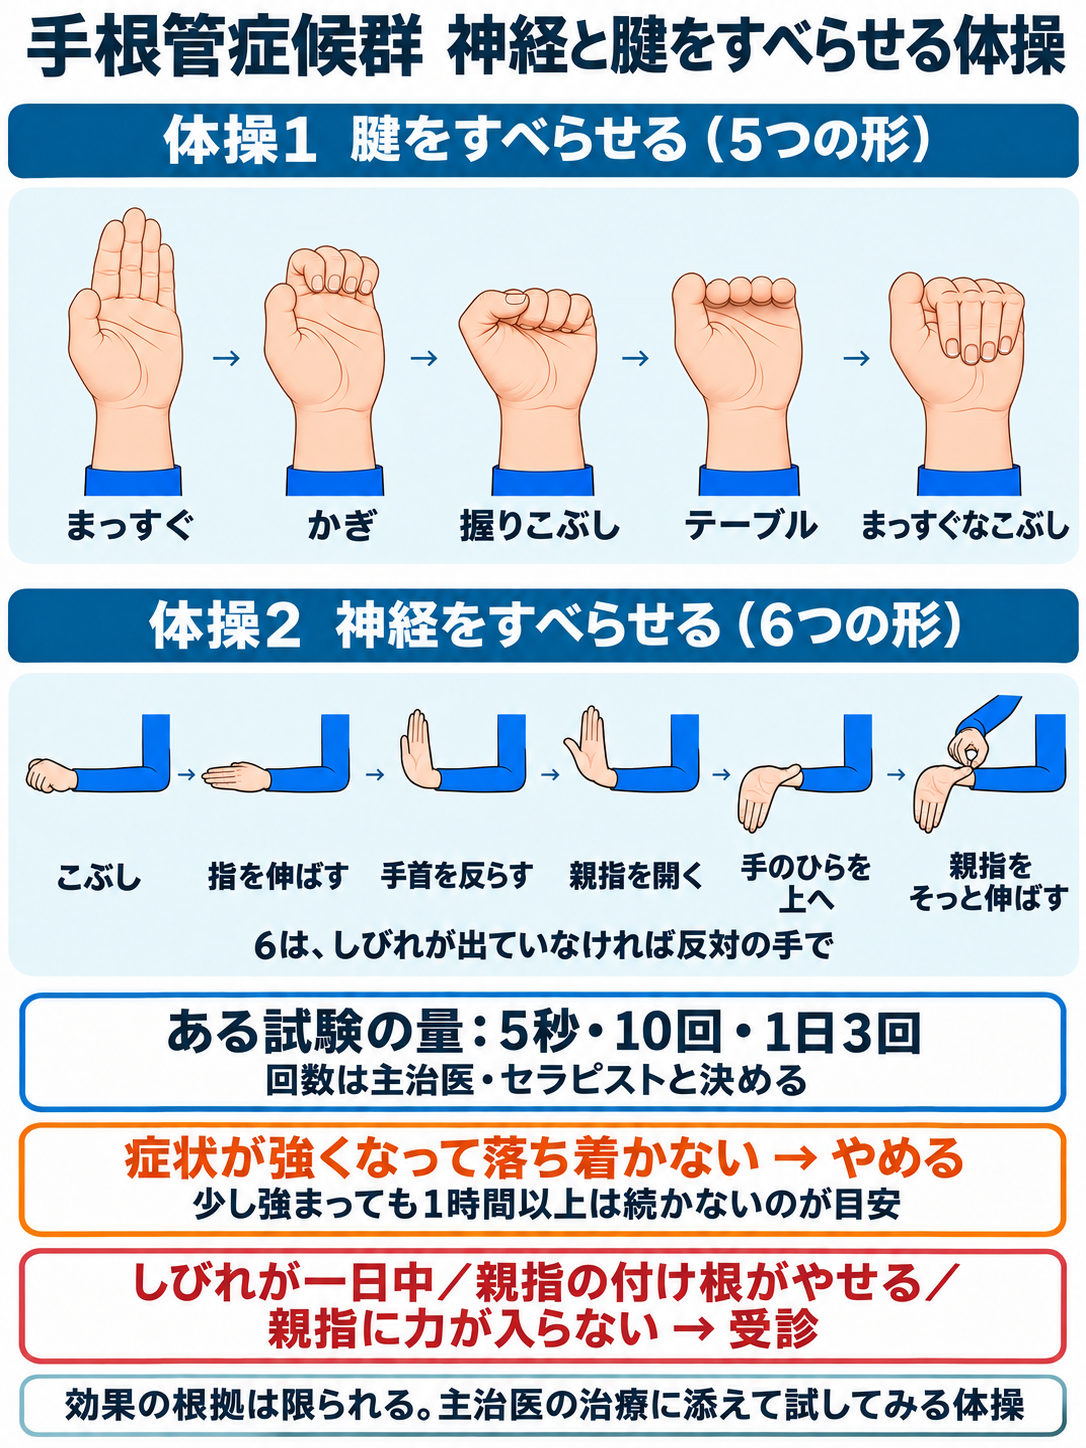 手根管症候群 神経と腱をすべらせる体操
体操1 腱をすべらせる（5つの形）
→ → → →
まっすぐ かぎ 握りこぶし テーブル まっすぐなこぶし
体操2 神経をすべらせる（6つの形）
→ → → → →
こぶし 指を伸ばす 手首を反らす 親指を開く 手のひらを上へ 親指をそっと伸ばす
6は、しびれが出ていなければ反対の手で
ある試験の量：5秒・10回・1日3回
回数は主治医・セラピストと決める
症状が強くなって落ち着かない → やめる
少し強まっても1時間以上は続かないのが目安
しびれが一日中／親指の付け根がやせる／
親指に力が入らない → 受診
効果の根拠は限られる。主治医の治療に添えて試してみる体操